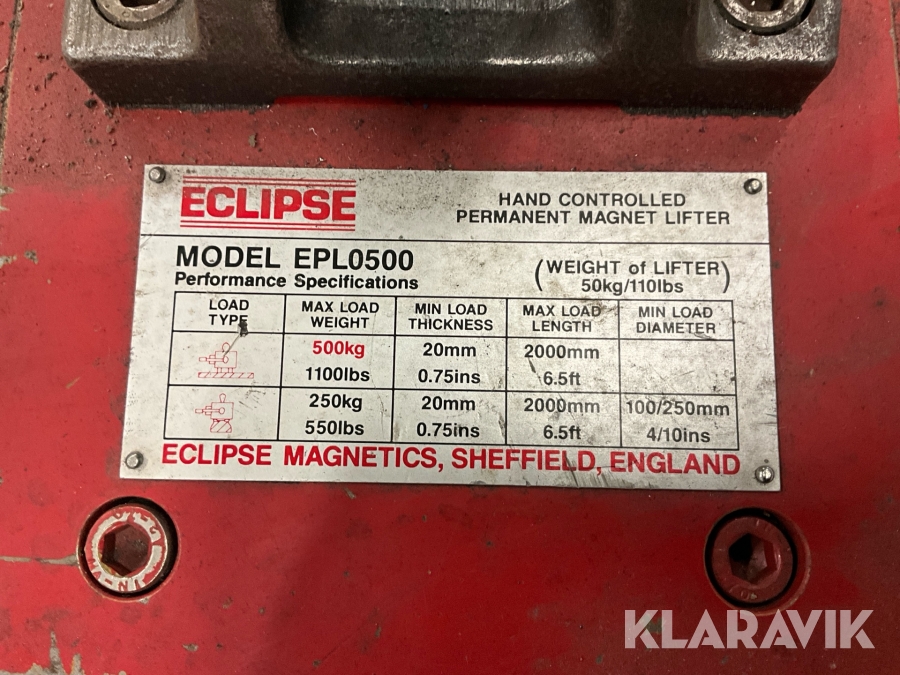 ECLIPSE
HAND CONTROLLED
PERMANENT MAGNET LIFTER
MODEL EPL0500
Performance Specifications
(WEIGHT of LIFTER)
50kg/110lbs
LOAD TYPE MAX LOAD WEIGHT MIN LOAD THICKNESS MAX LOAD LENGTH MIN LOAD DIAMETER
500kg 20mm 2000mm
1100lbs 0.75ins 6.5ft
250kg 20mm 2000mm 100/250mm
550lbs 0.75ins 6.5ft 4/10ins
ECLIPSE MAGNETICS, SHEFFIELD, ENGLAND
KLARAVIK